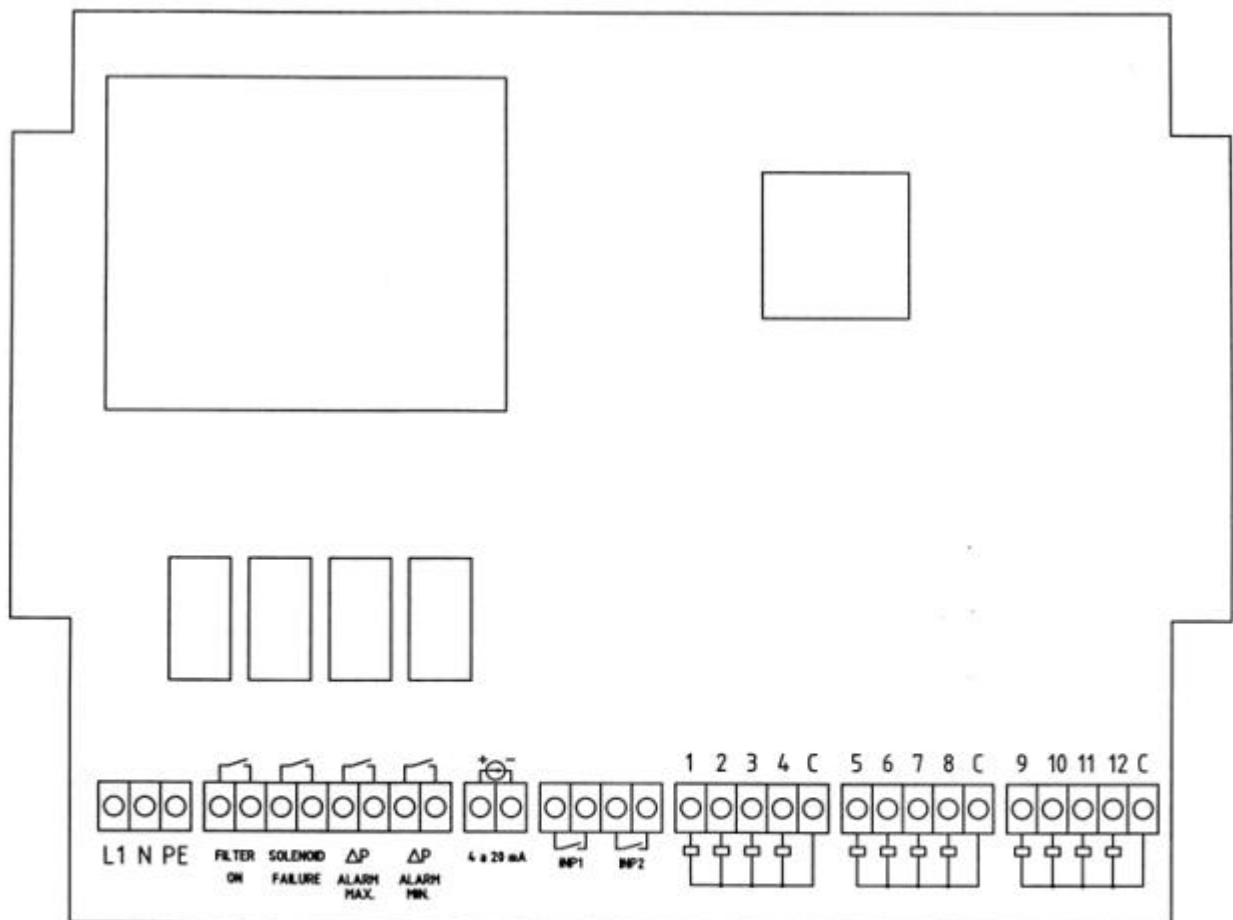 + -
1 2 3 4 C 5 6 7 8 C 9 10 11 12 C
L1 N PE
FILTER ON
SOLENOID FAILURE
ΔP ALARM MAX.
ΔP ALARM MIN.
4 a 20 mA
INP1
INP2